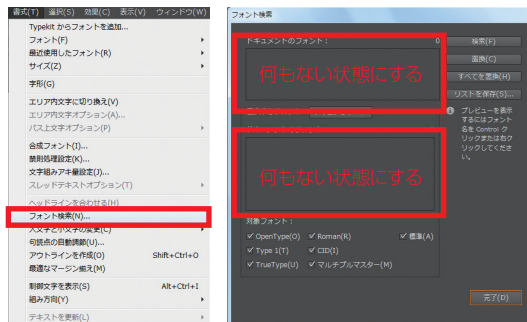 書式(T) 選択(S) 効果(C) 表示(V) ウィンドウ(W)
Typekit からフォントを追加...
フォント(F)
最近使用したフォント(R)
サイズ(Z)
字形(G)
エリア内文字に切り換え(V)
エリア内文字オプション(A)...
パス上文字オプション(P)
合成フォント(I)...
禁則処理設定(K)...
文字組みアキ量設定(J)...
スレッドテキストオプション(T)
ヘッドラインを合わせる(H)
フォント検索(N)...
大文字と小文字の変更(C)
句読点の自動調節(U)...
アウトラインを作成(O) Shift+Ctrl+O
最適なマージン揃え(M)
制御文字を表示(S) Alt+Ctrl+I
組み方向(Y)
テキストを更新(L)
フォント検索
ドキュメントのフォント： 0
何もない状態にする
何もない状態にする
対象フォント：
OpenType(O) Roman(R) 標準(A)
Type 1(T) CID(I)
TrueType(U) マルチプルマスター(M)
検索(F)
置換(C)
すべてを置換(H)
リストを保存(S)...
プレビューを表示
するにはフォント
名を Control ク
リックまたは右ク
リックしてくださ
い。
完了(D)